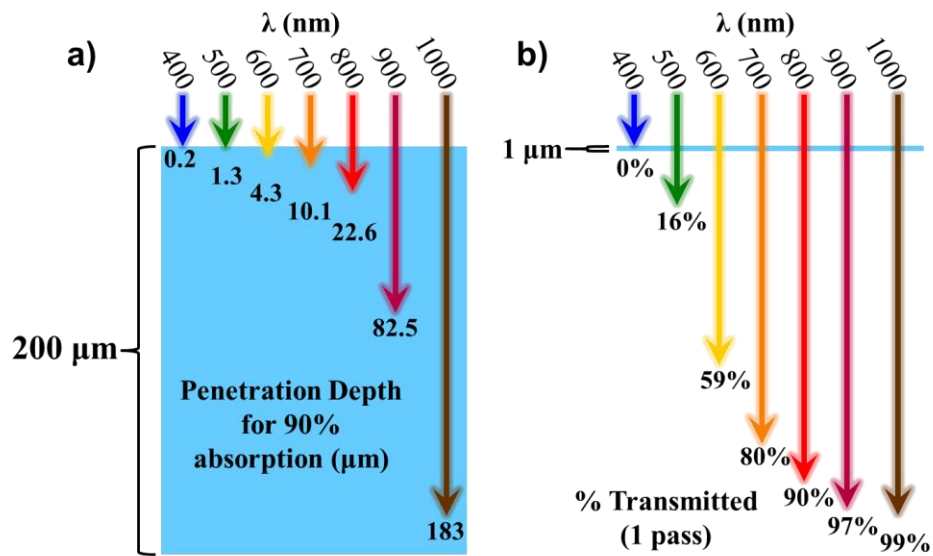 a)
λ (nm)
400 500 600 700 800 900 1000
0.2
1.3
4.3
10.1
22.6
82.5
183
200 µm
Penetration Depth
for 90%
absorption (µm)
b)
λ (nm)
400 500 600 700 800 900 1000
1 µm
0%
16%
59%
80%
90%
97%
99%
% Transmitted
(1 pass)